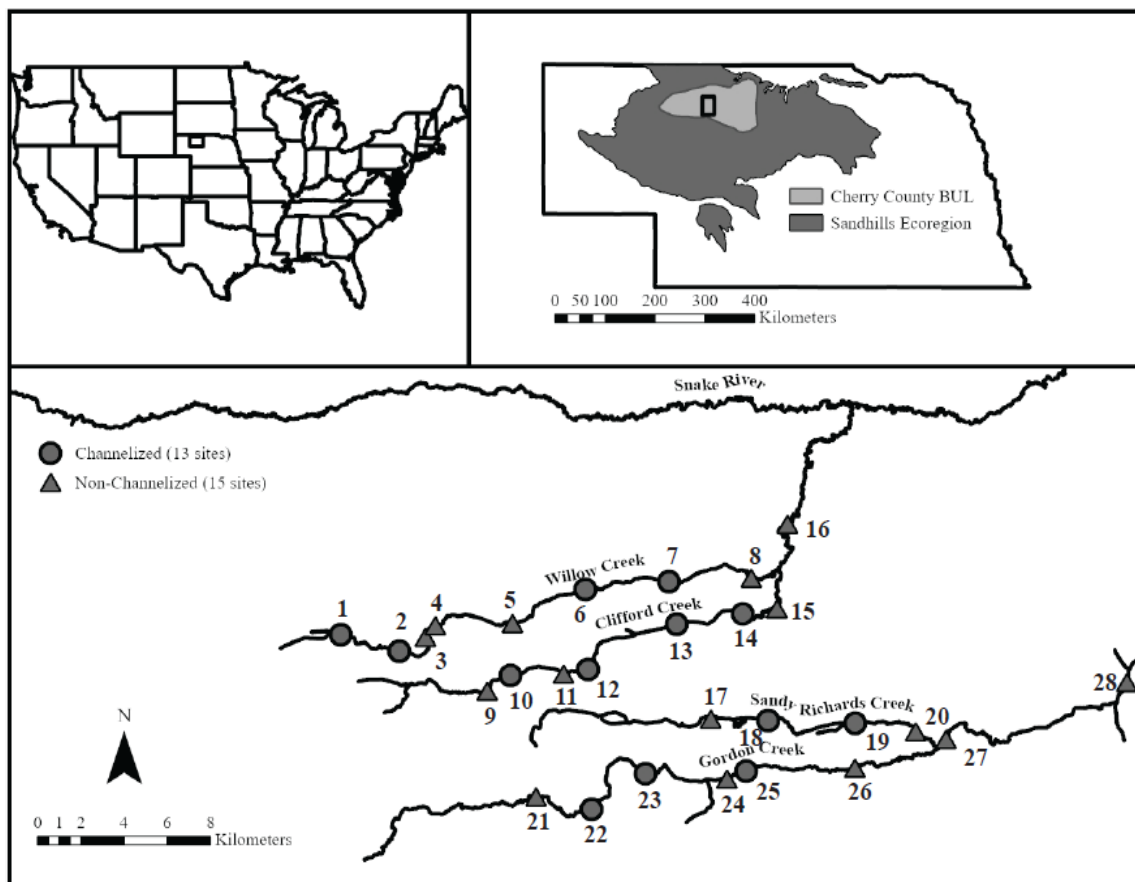 Cherry County BUL
Sandhills Ecoregion
0 50 100 200 300 400
Kilometers
Snake River
Channelized (13 sites)
Non-Channelized (15 sites)
16
7
8
Willow Creek
6
5
4
1
2
3
Clifford Creek
14
15
13
12
11
10
9
28
17
Sandy Richards Creek
18
19
20
27
Gordon Creek
N
23
24
25
26
21
22
0 1 2 4 6 8
Kilometers